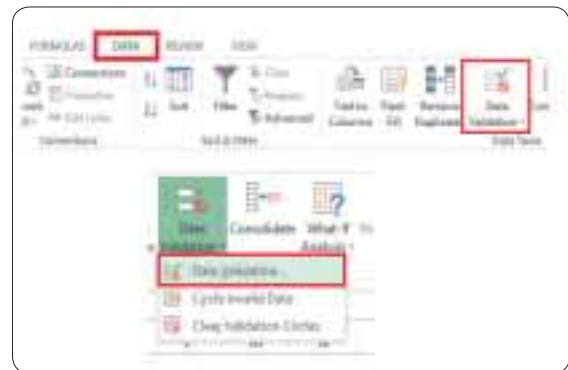 FORMULAS DATA REVIEW VIEW
Connections
Sort
Filter
Clear
Reapply
Advanced
Text to Columns
Flash Fill
Remove Duplicates
Data Validation
Connections
Sort & Filter
Data Tools
Data Validation
Consolidate
What-If Analysis
Data Validation...
Circle Invalid Data
Clear Validation Circles